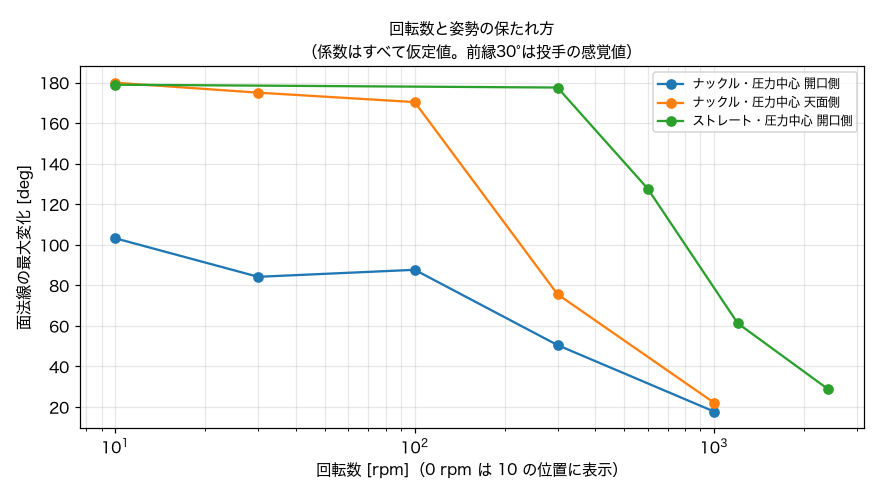 回転数と姿勢の保たれ方
（係数はすべて仮定値。前縁30°は投手の感覚値）
ナックル・圧力中心 開口側
ナックル・圧力中心 天面側
ストレート・圧力中心 開口側
面法線の最大変化 [deg]
180
160
140
120
100
80
60
40
20
10¹
10²
10³
回転数 [rpm]（0 rpm は 10 の位置に表示）